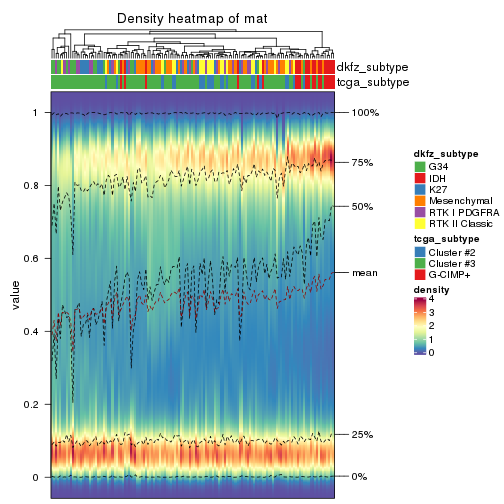 Density heatmap of mat
dkfz_subtype
tcga_subtype
1
0.8
0.6
0.4
0.2
0
value
100%
75%
50%
mean
25%
0%
dkfz_subtype
G34
IDH
K27
Mesenchymal
RTK I PDGFRA
RTK II Classic
tcga_subtype
Cluster #2
Cluster #3
G-CIMP+
density
4
3
2
1
0